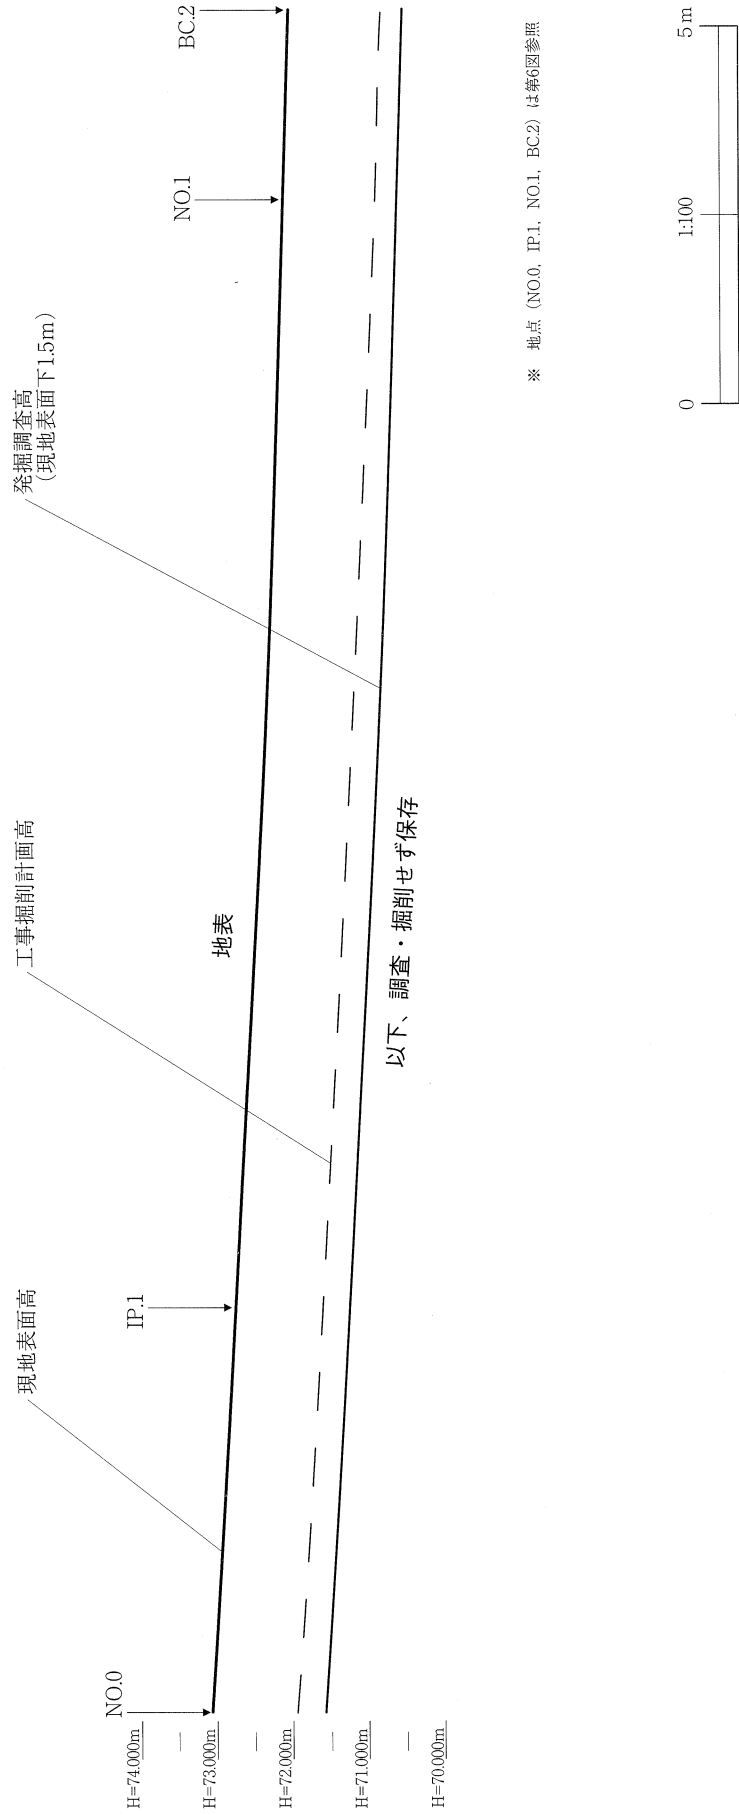 現地表面高
工事掘削計画高
発掘調査高
（現地表面下1.5m）
NO.0
IP.1
NO.1
BC.2
H=74.000m
H=73.000m
H=72.000m
H=71.000m
H=70.000m
地表
以下、調査・掘削せず保存
※ 地点（NO.0, IP.1, NO.1, BC.2）は第6図参照
0
1:100
5 m